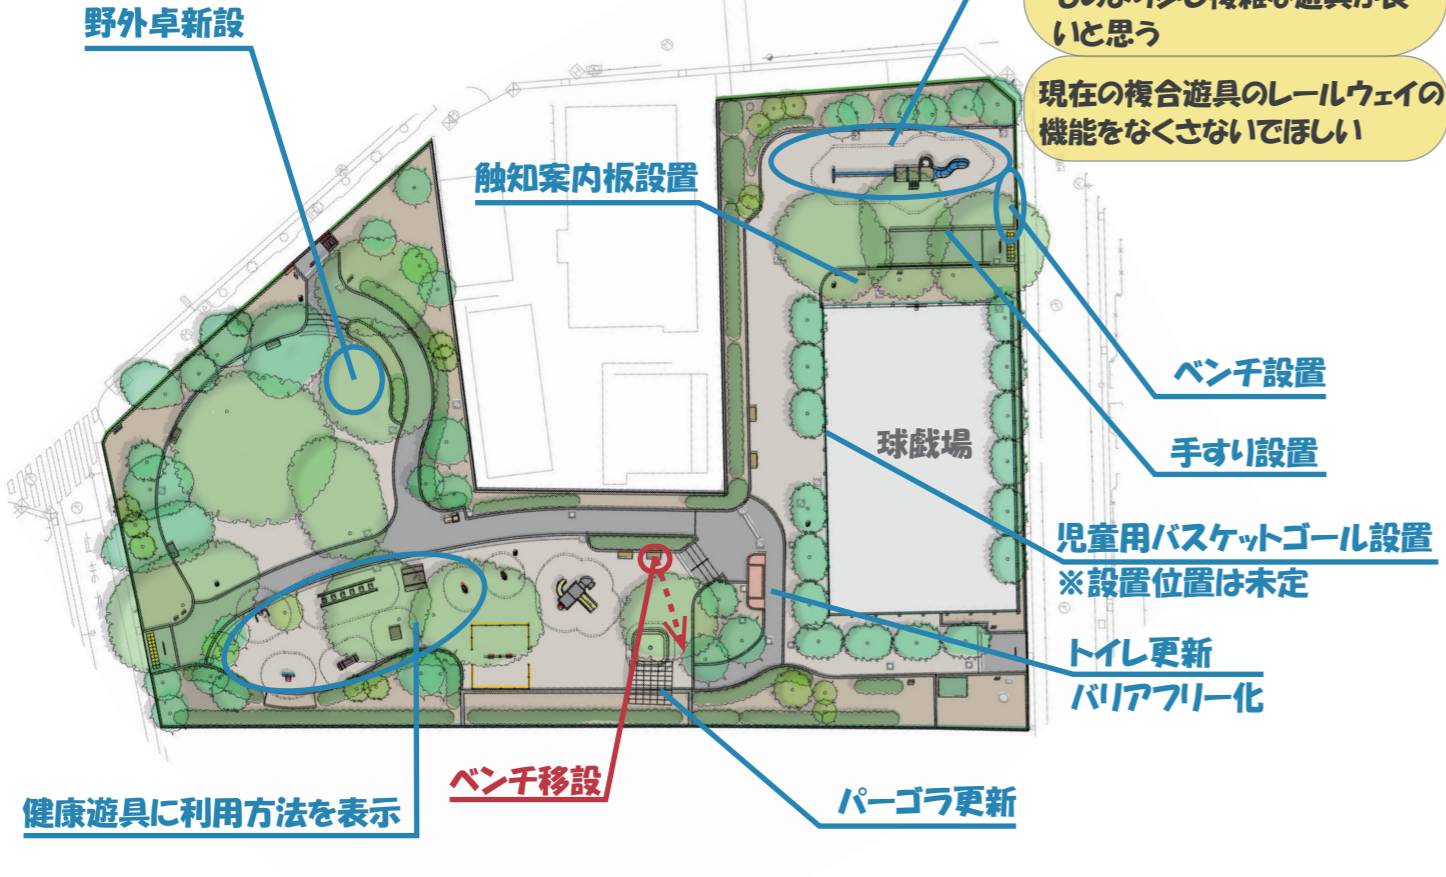 野外卓新設
いと思う
現在の複合遊具のレールウェイの
機能をなくさないでほしい
触知案内板設置
ベンチ設置
手すり設置
球戯場
児童用バスケットゴール設置
※設置位置は未定
トイレ更新
バリアフリー化
ベンチ移設
パーゴラ更新
健康遊具に利用方法を表示